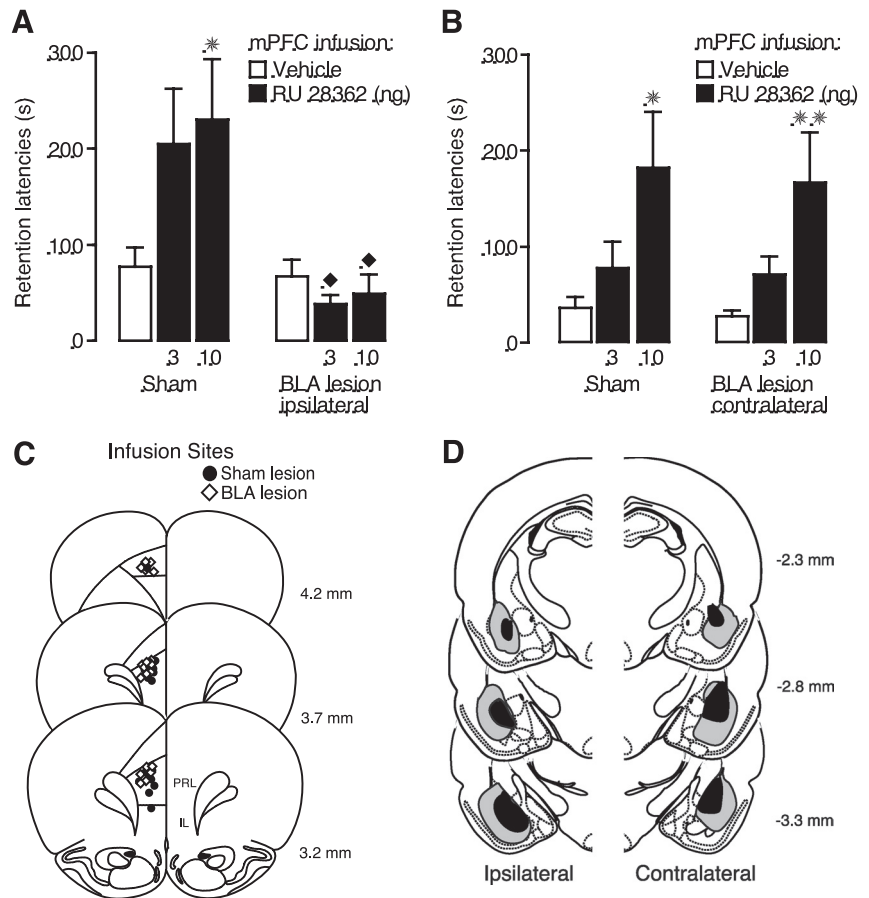 A
mPFC infusion:
Vehicle
RU 28362 (ng)
Retention latencies (s)
300
200
100
0
*
3 10
3 10
Sham
BLA lesion
ipsilateral
B
mPFC infusion:
Vehicle
RU 28362 (ng)
Retention latencies (s)
300
200
100
0
*
**
3 10
3 10
Sham
BLA lesion
contralateral
C
Infusion Sites
Sham lesion
BLA lesion
4.2 mm
3.7 mm
PRL
IL
3.2 mm
D
-2.3 mm
-2.8 mm
-3.3 mm
Ipsilateral
Contralateral